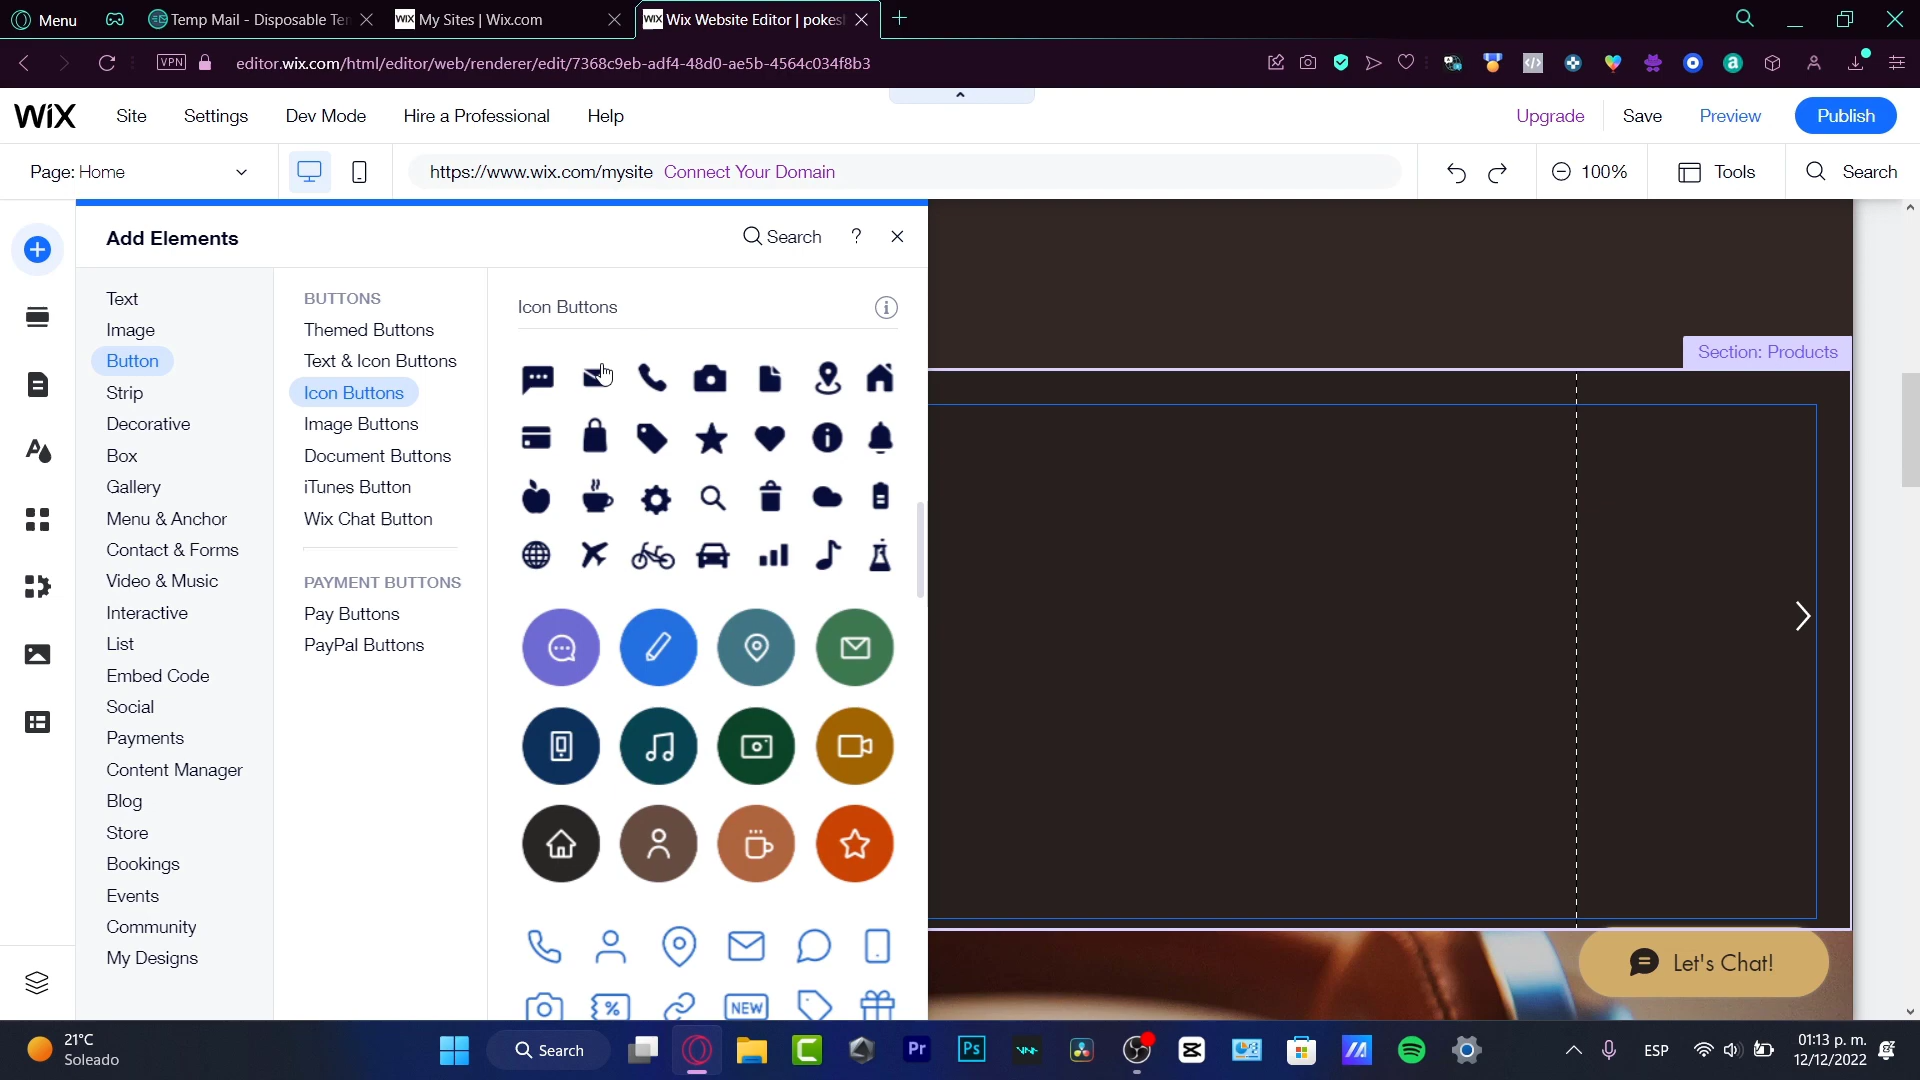 Menu
Temp Mail - Disposable Te
WIX My Sites | Wix.com
WIX Wix Website Editor | pokes
VPN
editor.wix.com/html/editor/web/renderer/edit/7368c9eb-adf4-48d0-ae5b-4564c034f8b3
WIX
Site
Settings
Dev Mode
Hire a Professional
Help
Upgrade
Save
Preview
Publish
Page: Home
https://www.wix.com/mysite Connect Your Domain
100%
Tools
Search
Add Elements
Search
?
Text
Image
Button
Strip
Decorative
Box
Gallery
Menu & Anchor
Contact & Forms
Video & Music
Interactive
List
Embed Code
Social
Payments
Content Manager
Blog
Store
Bookings
Events
Community
My Designs
BUTTONS
Themed Buttons
Text & Icon Buttons
Icon Buttons
Image Buttons
Document Buttons
iTunes Button
Wix Chat Button
PAYMENT BUTTONS
Pay Buttons
PayPal Buttons
Icon Buttons
NEW
Section: Products
Let's Chat!
21°C
Soleado
Search
Pr
Ps
ESP
01:13 p. m.
12/12/2022